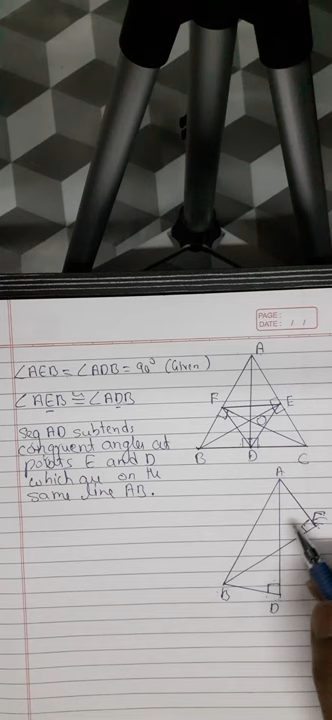 PAGE:
DATE: / /
∠AEB = ∠ADB = 90° (Given)
∠AEB ≅ ∠ADB
Seg AD subtends
congruent angles at
points E and D
which are on the
same line AB.
A
F
E
O
B
D
C
A
E
B
D